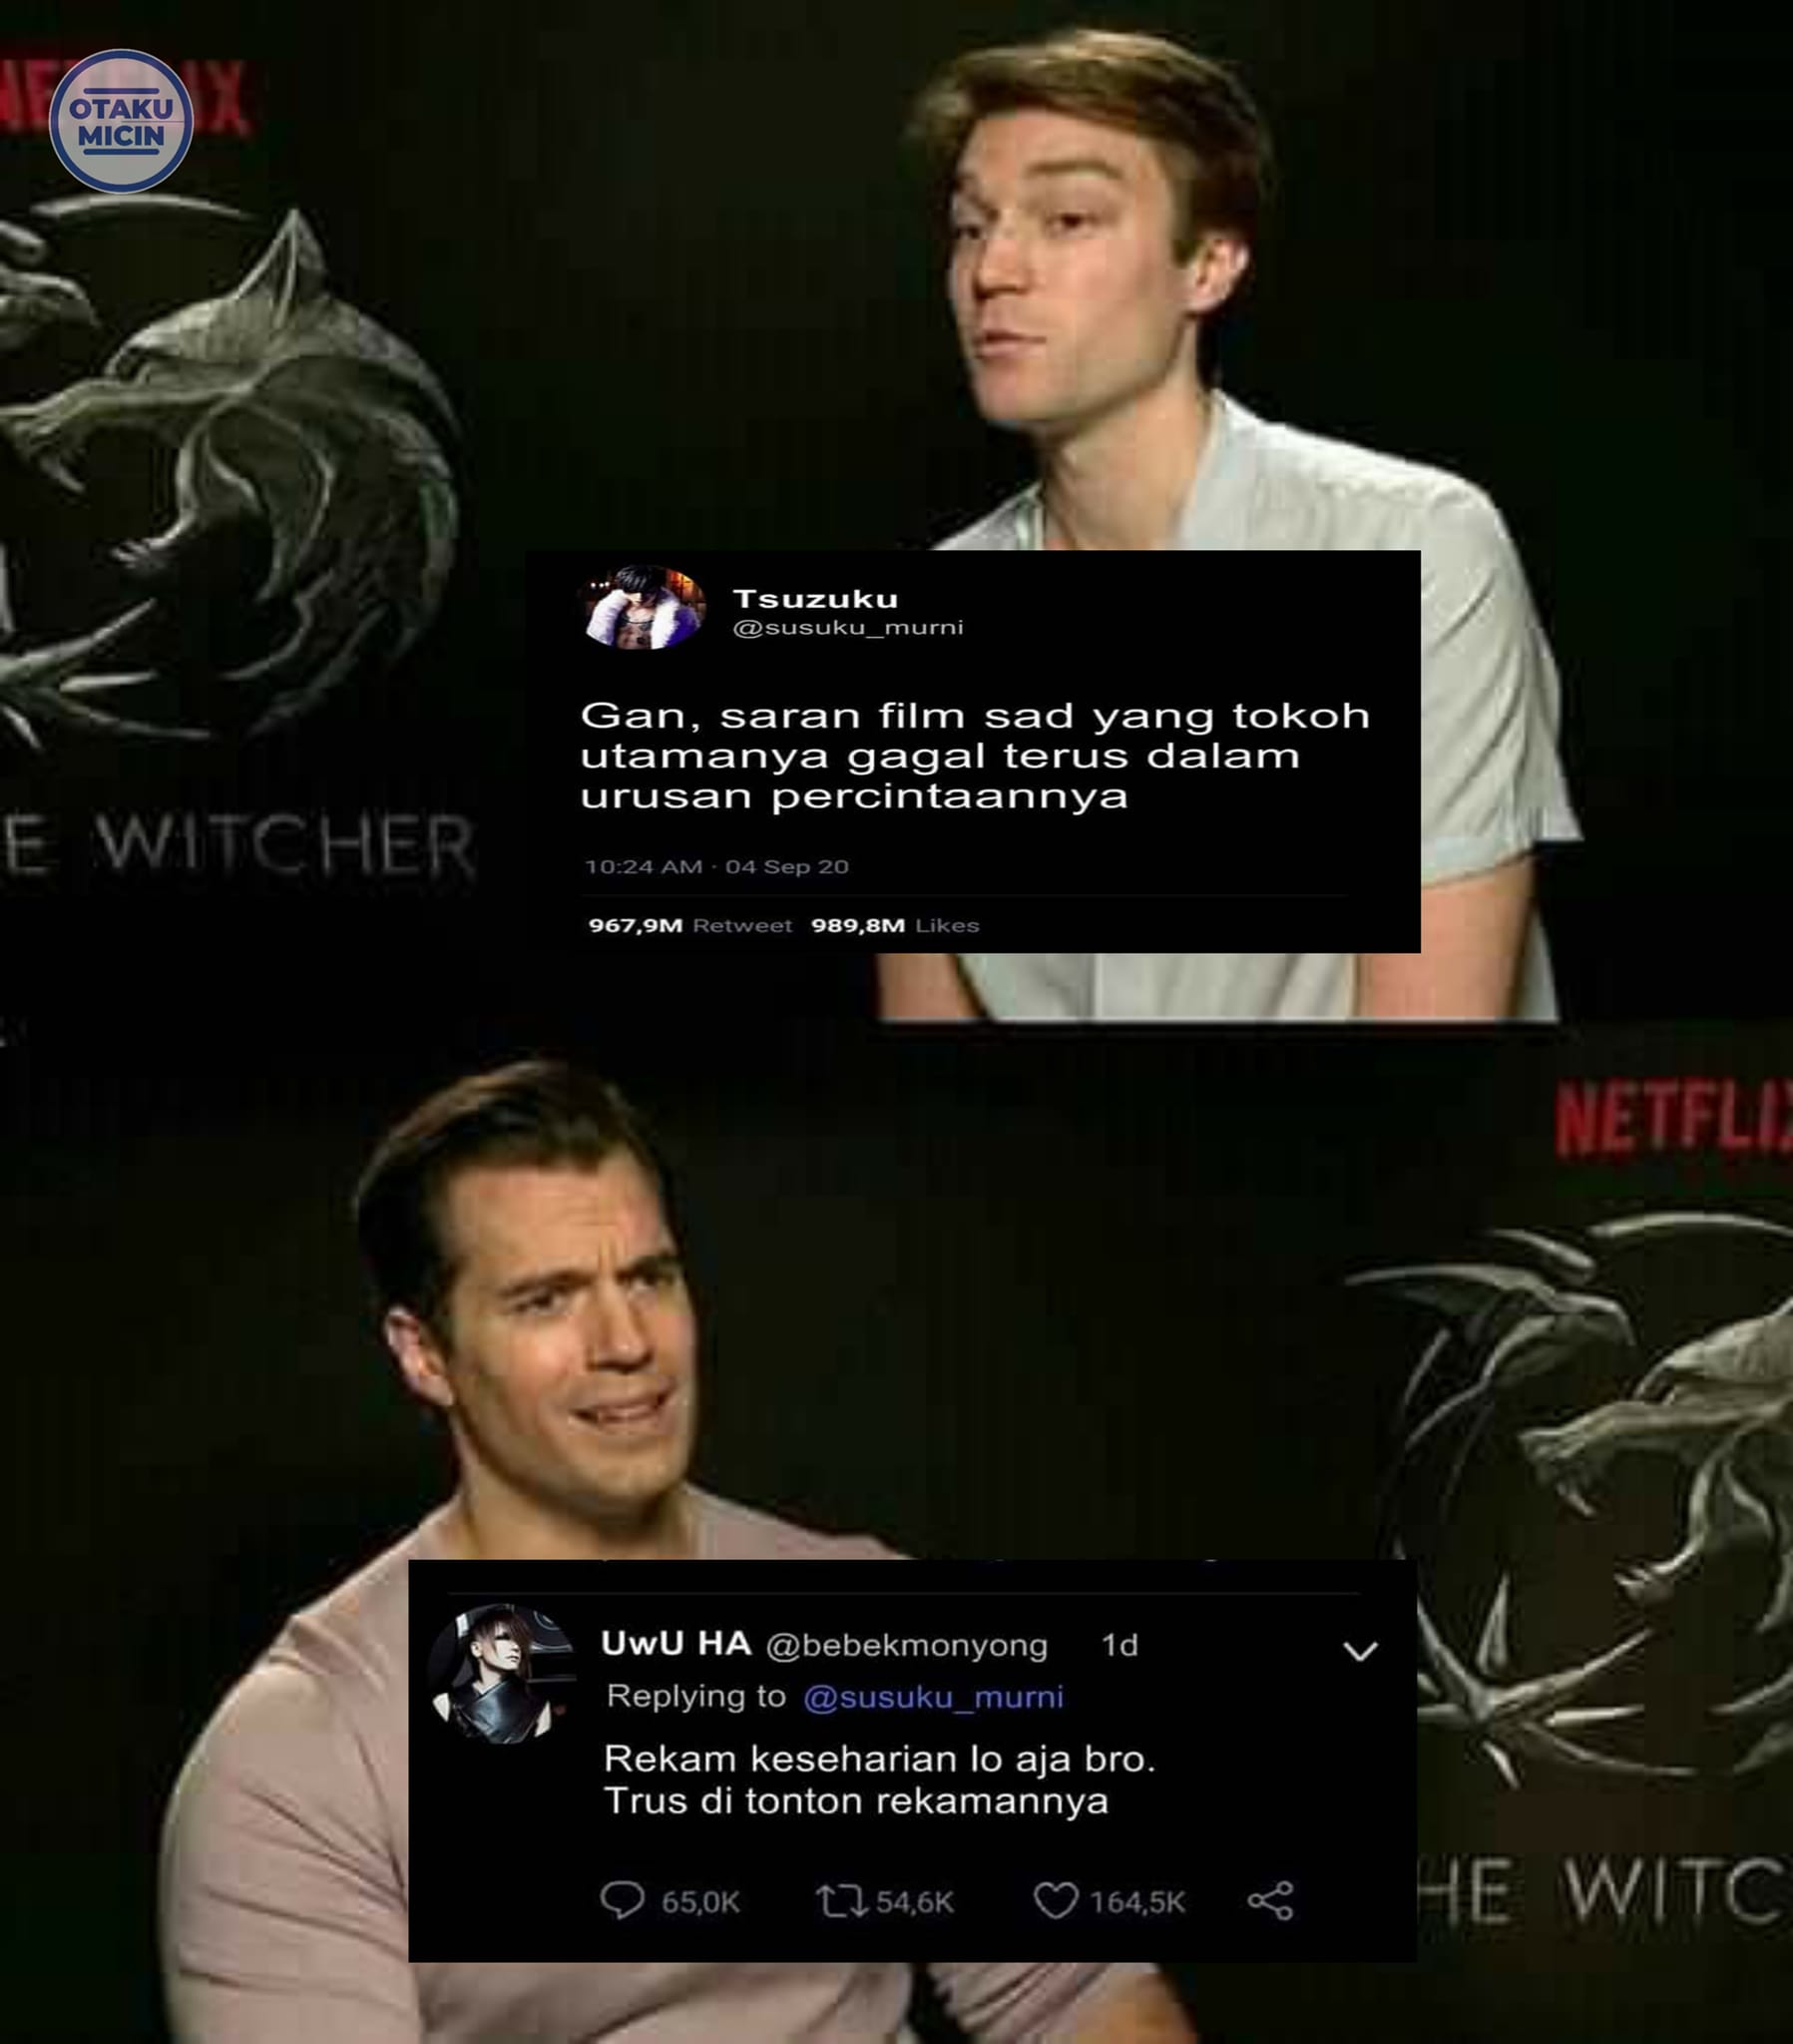 NETFLIX
OTAKU
MICIN
E WITCHER
Tsuzuku
@susuku_murni
Gan, saran film sad yang tokoh
utamanya gagal terus dalam
urusan percintaannya
10:24 AM · 04 Sep 20
967,9M Retweet 989,8M Likes
NETFLIX
UwU HA @bebekmonyong 1d
Replying to @susuku_murni
Rekam keseharian lo aja bro.
Trus di tonton rekamannya
65,0K 54,6K 164,5K
HE WITC